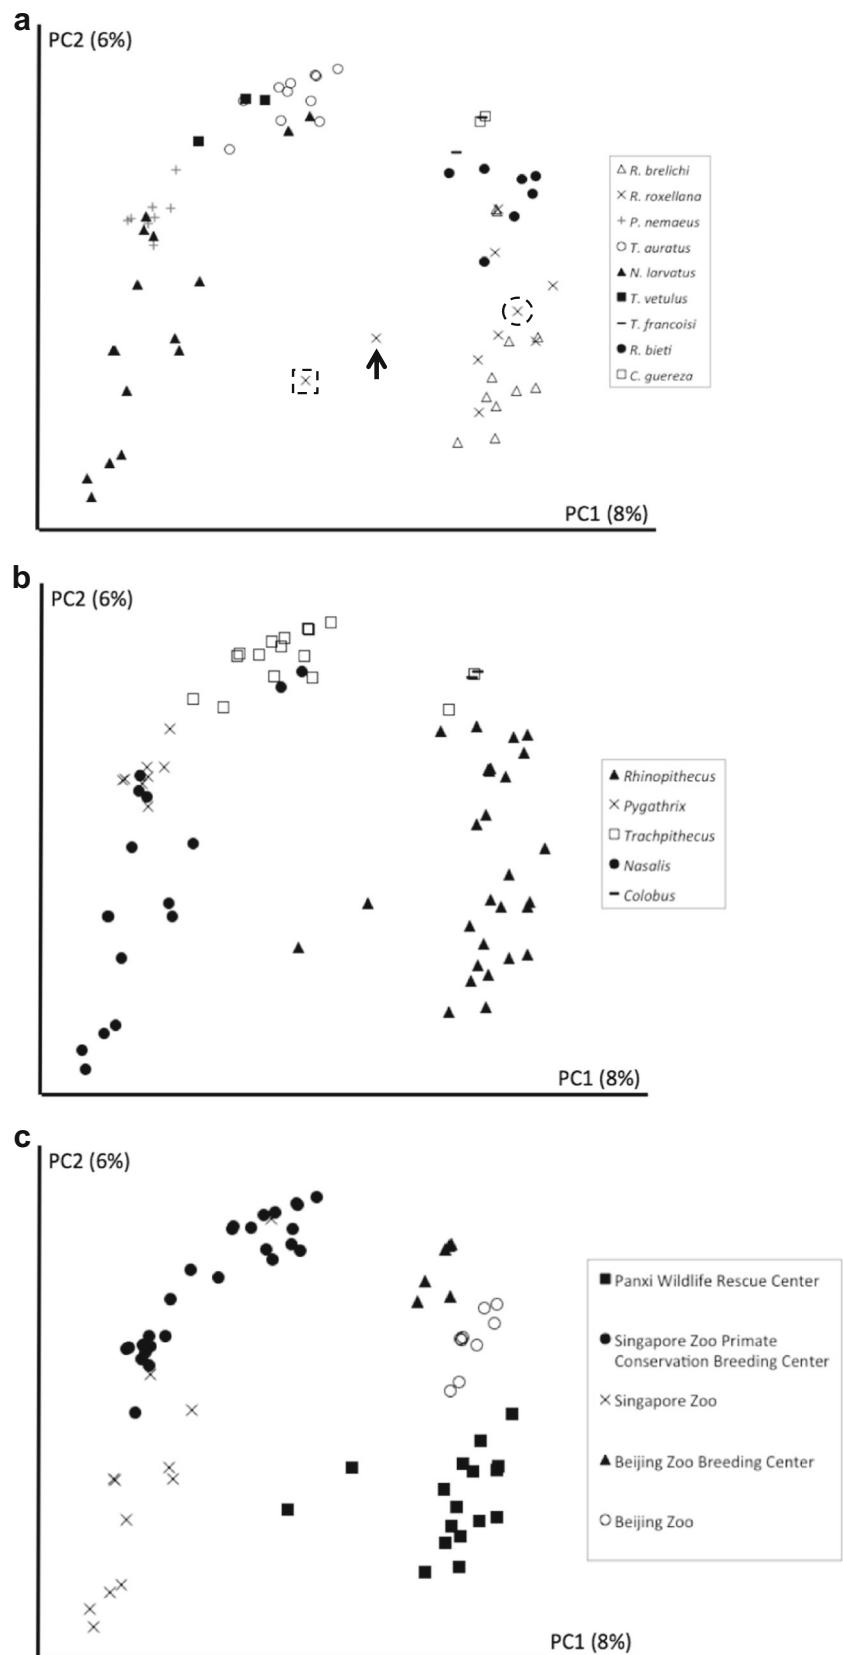 a
PC2 (6%)
R. brelichi
R. roxellana
P. nemaeus
T. auratus
N. larvatus
T. vetulus
T. francoisi
R. bieti
C. guereza
PC1 (8%)
b
PC2 (6%)
Rhinopithecus
Pygathrix
Trachpithecus
Nasalis
Colobus
PC1 (8%)
c
PC2 (6%)
Panxi Wildlife Rescue Center
Singapore Zoo Primate
Conservation Breeding Center
Singapore Zoo
Beijing Zoo Breeding Center
Beijing Zoo
PC1 (8%)